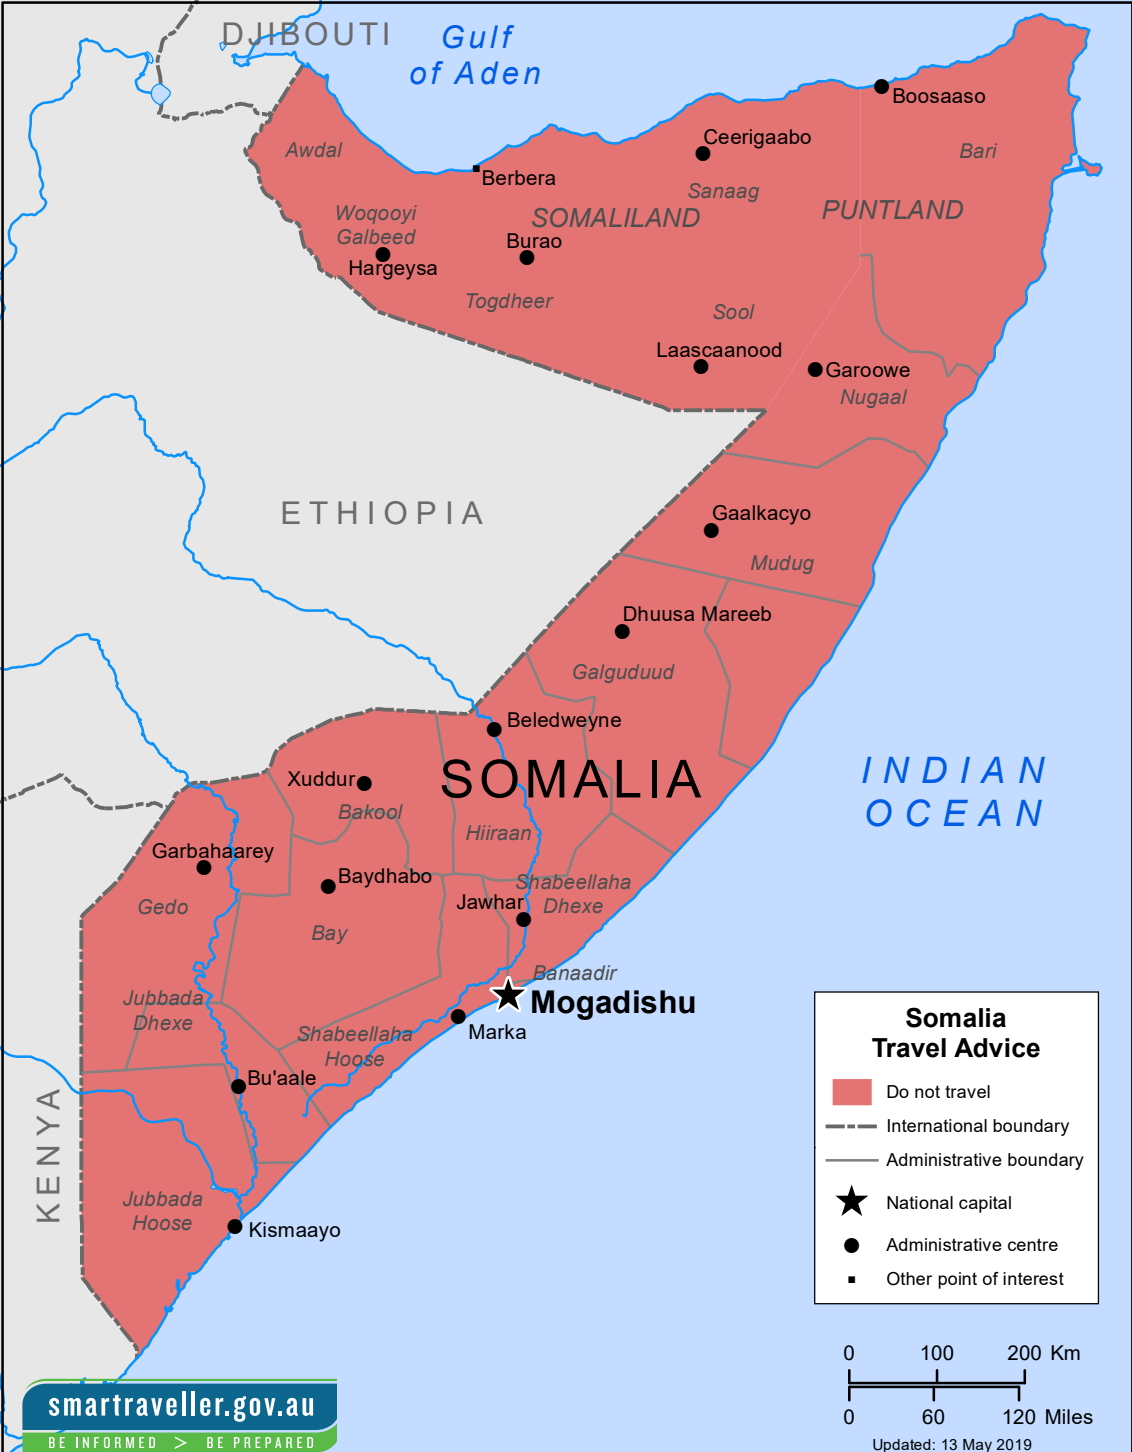 DJIBOUTI
Gulf
of Aden
Boosaaso
Ceerigaabo
Awdal
Bari
Berbera
Sanaag
Woqooyi
Galbeed
SOMALILAND
PUNTLAND
Burao
Hargeysa
Togdheer
Sool
Laascaanood
Garoowe
Nugaal
ETHIOPIA
Gaalkacyo
Mudug
Dhuusa Mareeb
Galguduud
Beledweyne
Xuddur
SOMALIA
INDIAN
OCEAN
Bakool
Hiiraan
Garbahaarey
Baydhabo
Shabeellaha
Dhexe
Jawhar
Gedo
Bay
Banaadir
Mogadishu
Jubbada
Dhexe
Marka
Shabeellaha
Hoose
Bu'aale
KENYA
Jubbada
Hoose
Kismaayo
Somalia
Travel Advice
Do not travel
International boundary
Administrative boundary
National capital
Administrative centre
Other point of interest
0 100 200 Km
0 60 120 Miles
Updated: 13 May 2019
smartraveller.gov.au
BE INFORMED > BE PREPARED